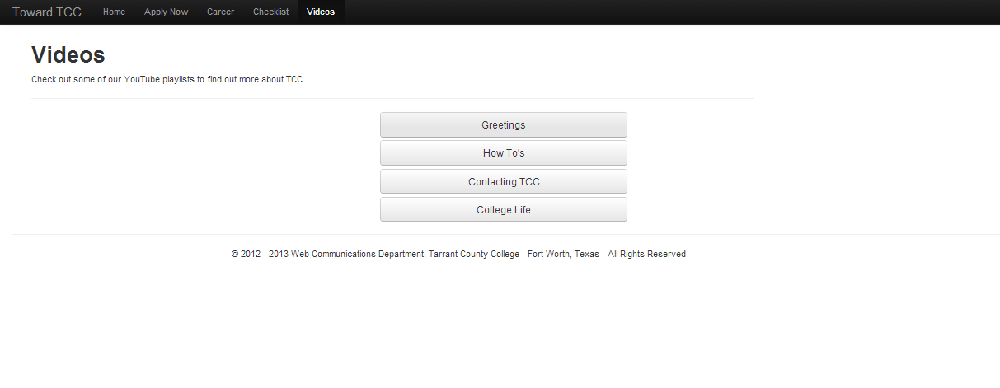 Toward TCC Home Apply Now Career Checklist Videos
Videos
Check out some of our YouTube playlists to find out more about TCC.
Greetings
How To's
Contacting TCC
College Life
© 2012 - 2013 Web Communications Department, Tarrant County College - Fort Worth, Texas - All Rights Reserved